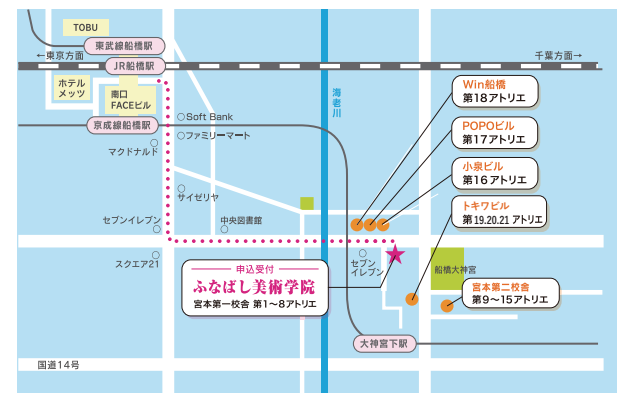 TOBU
東武線船橋駅
←東京方面
千葉方面→
JR船橋駅
ホテル
メッツ
南口
FACEビル
京成線船橋駅
Soft Bank
ファミリーマート
マクドナルド
海老川
Win船橋
第18アトリエ
POPOビル
第17アトリエ
小泉ビル
第16アトリエ
トキワビル
第19.20.21 アトリエ
サイゼリヤ
セブンイレブン
中央図書館
スクエア21
セブン
イレブン
船橋大神宮
申込受付
ふなばし美術学院
宮本第一校舎 第1〜8アトリエ
宮本第二校舎
第9〜15アトリエ
大神宮下駅
国道14号